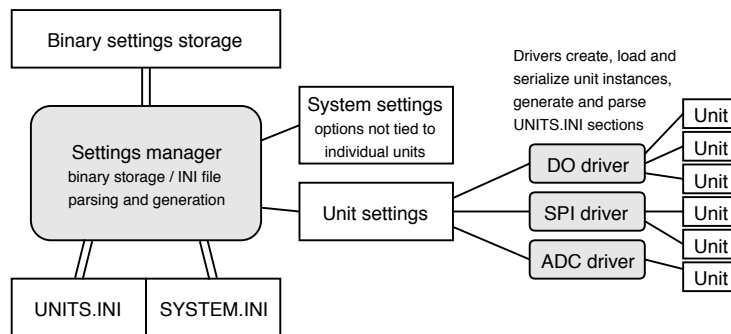 Binary settings storage
Settings manager
binary storage / INI file
parsing and generation
UNITS.INI
SYSTEM.INI
System settings
options not tied to
individual units
Unit settings
Drivers create, load and
serialize unit instances,
generate and parse
UNITS.INI sections
DO driver
SPI driver
ADC driver
Unit
Unit
Unit
Unit
Unit
Unit